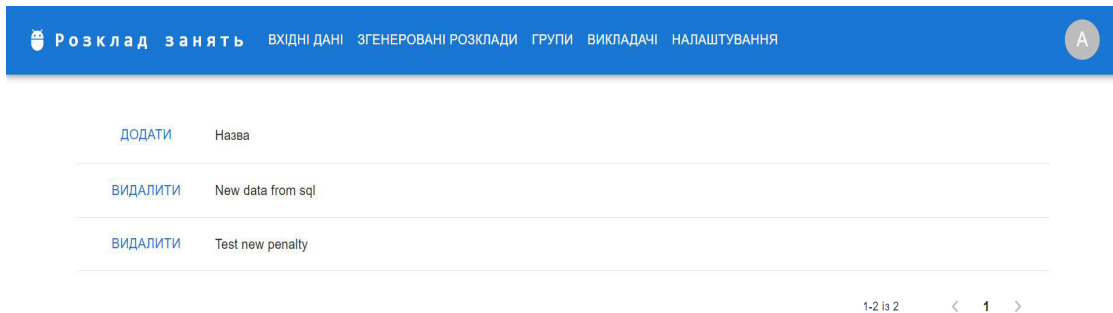 Розклад занять ВХІДНІ ДАНІ ЗГЕНЕРОВАНІ РОЗКЛАДИ ГРУПИ ВИКЛАДАЧІ НАЛАШТУВАННЯ A
ДОДАТИ Назва
ВИДАЛИТИ New data from sql
ВИДАЛИТИ Test new penalty
1-2 із 2 < 1 >